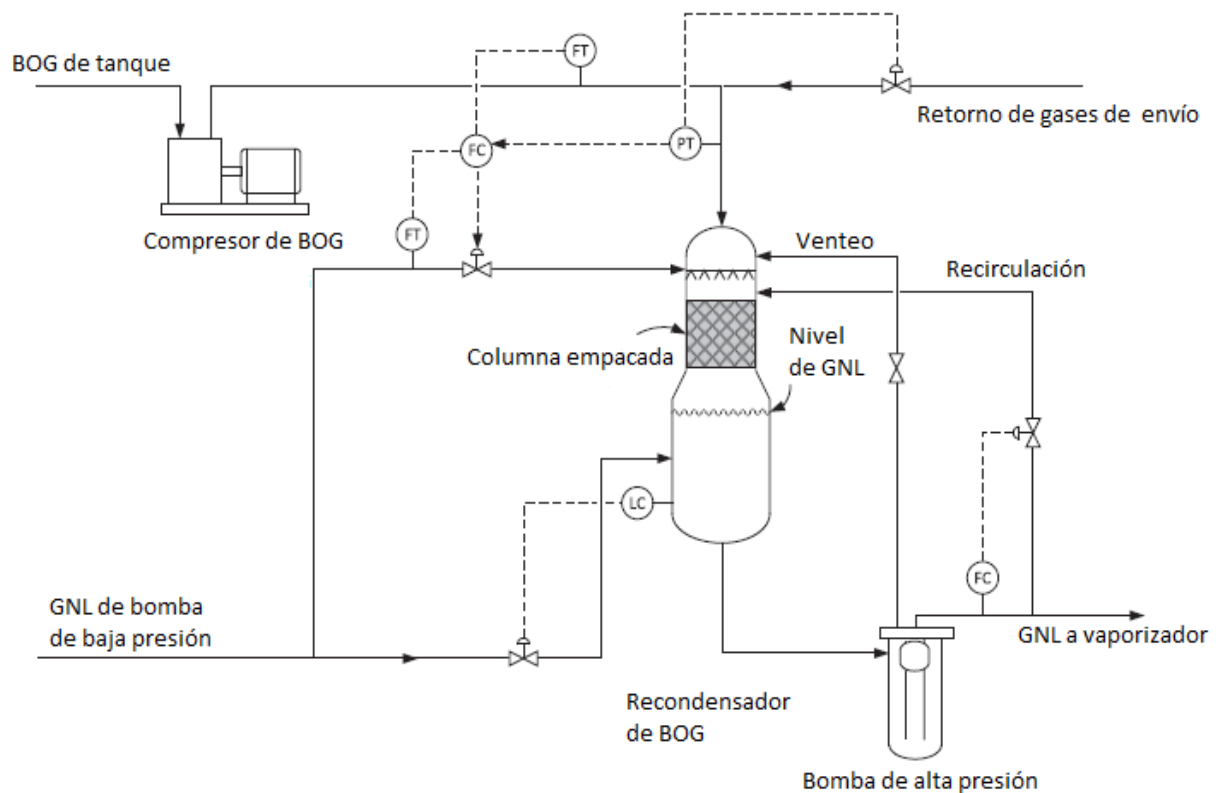 FT
PT
BOG de tanque
Retorno de gases de envío
FC
PT
FT
Compresor de BOG
Venteo
Recirculación
Columna empacada
Nivel
de GNL
LC
FC
GNL de bomba
de baja presión
GNL a vaporizador
Recondensador
de BOG
Bomba de alta presión